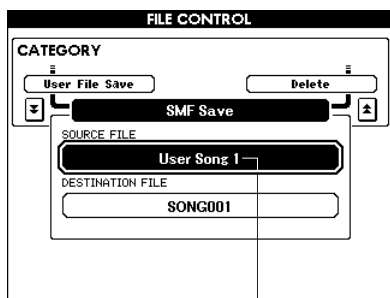 FILE CONTROL
CATEGORY
User File Save
Delete
SMF Save
SOURCE FILE
User Song 1
DESTINATION FILE
SONG001